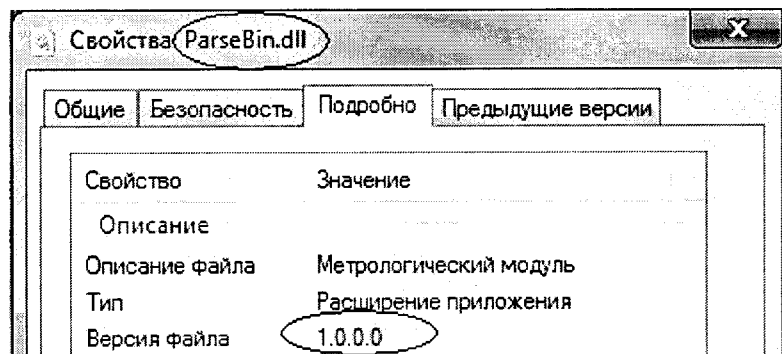 Свойства: ParseBin.dll
Общие Безопасность Подробно Предыдущие версии
Свойство Значение
Описание
Описание файла Метрологический модуль
Тип Расширение приложения
Версия файла 1.0.0.0